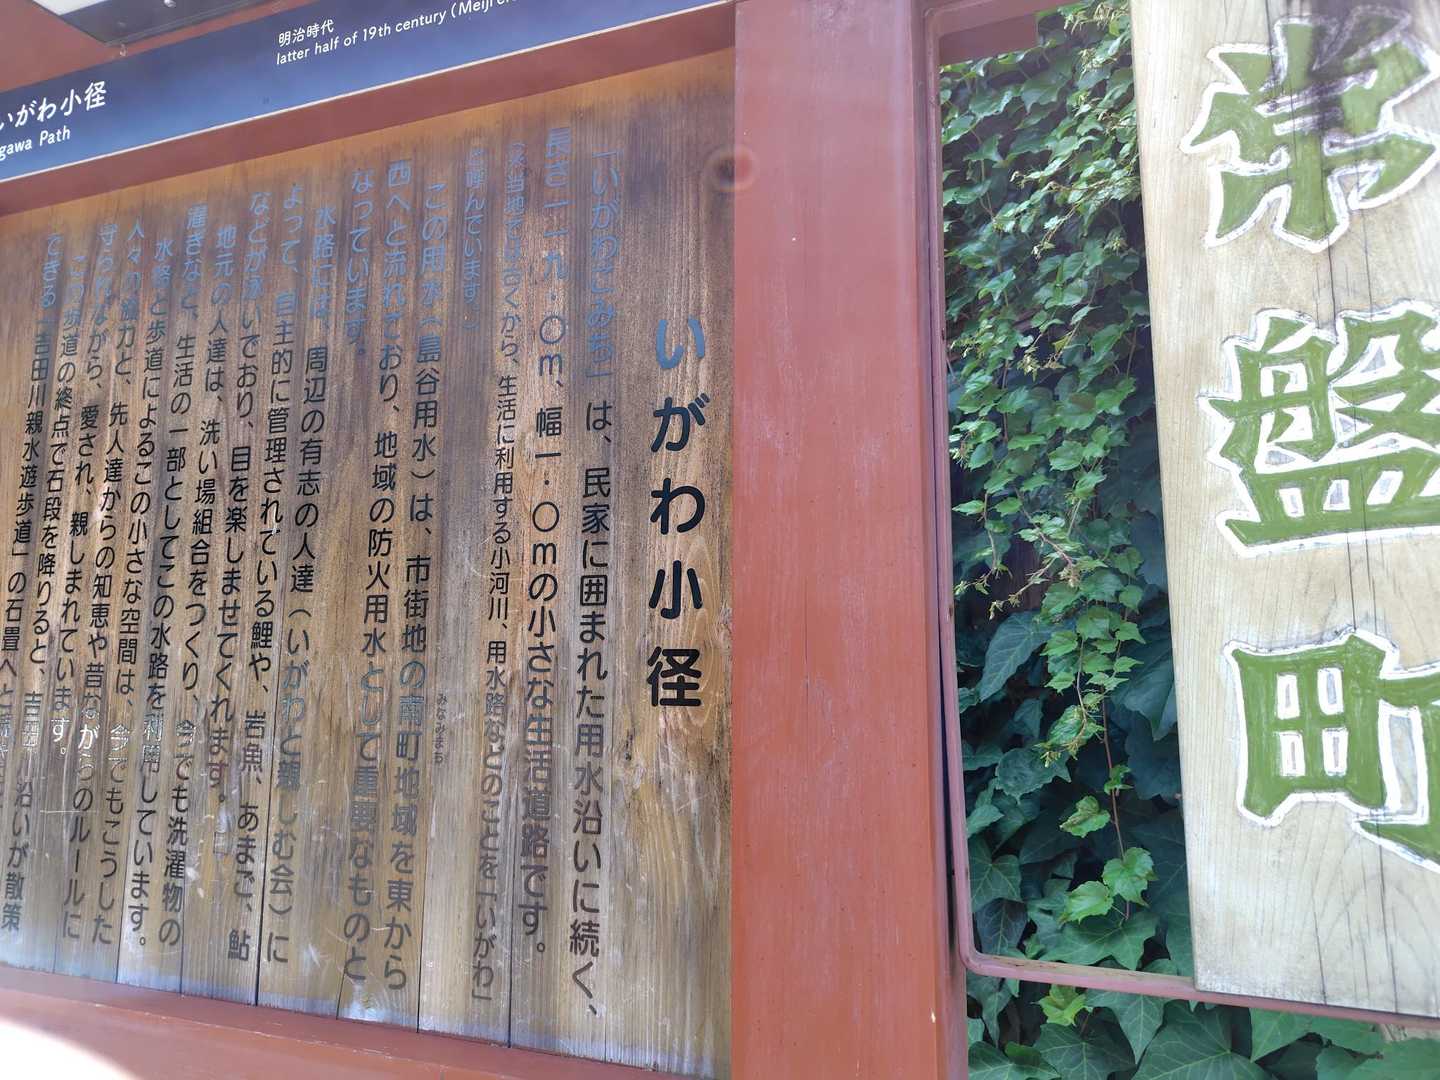 明治時代
latter half of 19th century (Meiji
いがわ小径
gawa Path
いがわ小径
「いがわこみち」は、民家に囲まれた用水沿いに続く、
長さ一一九・〇m、幅一・〇mの小さな生活道路です。
(※当地では古くから、生活に利用する小河川、用水路などのことを「いがわ」
と呼んでいます。)
この用水(島谷用水)は、市街地の南町地域を東から
みなみまち
西へと流れており、地域の防火用水として重要なものと
なっています。
水路には、周辺の有志の人達(いがわと親しむ会)に
よって、自主的に管理されている鯉や、岩魚、あまご、鮎
などが泳いでおり、目を楽しませてくれます。
地元の人達は、洗い場組合をつくり、今でも洗濯物の
濯ぎなど、生活の一部としてこの水路を利用しています。
水路と歩道によるこの小さな空間は、今でもこうした
人々の協力と、先人達からの知恵や昔ながらのルールに
守られながら、愛され、親しまれています。
こう歩道の終点で石段を降りると、吉田川沿いが散策
できる「吉田川親水遊歩道」の石畳へと続き
常盤町